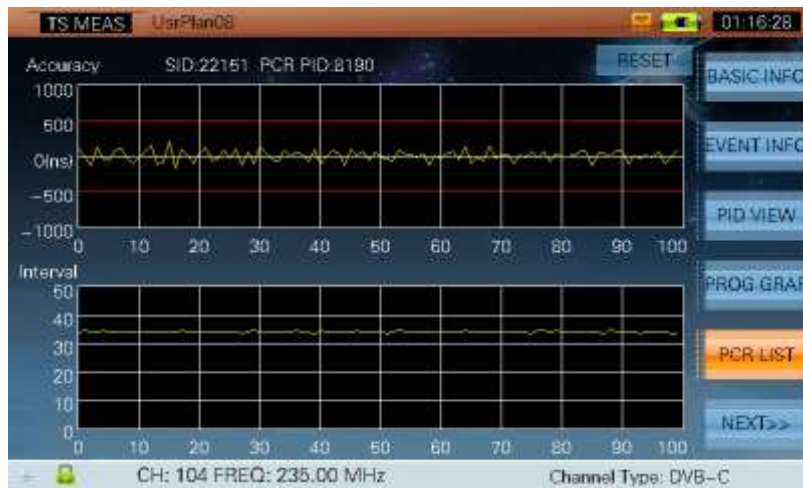 TS MEAS UsrPlan08 01:16:28
Accuracy SID:22151 PCR PID:8190 RESET
1000
500
0(ns)
-500
-1000
0 10 20 30 40 50 60 70 80 90 100
Interval
50
40
30
20
10
0
0 10 20 30 40 50 60 70 80 90 100
BASIC INFO
EVENT INFO
PID VIEW
PROG GRAF
PCR LIST
NEXT>>
CH: 104 FREQ: 235.00 MHz Channel Type: DVB-C